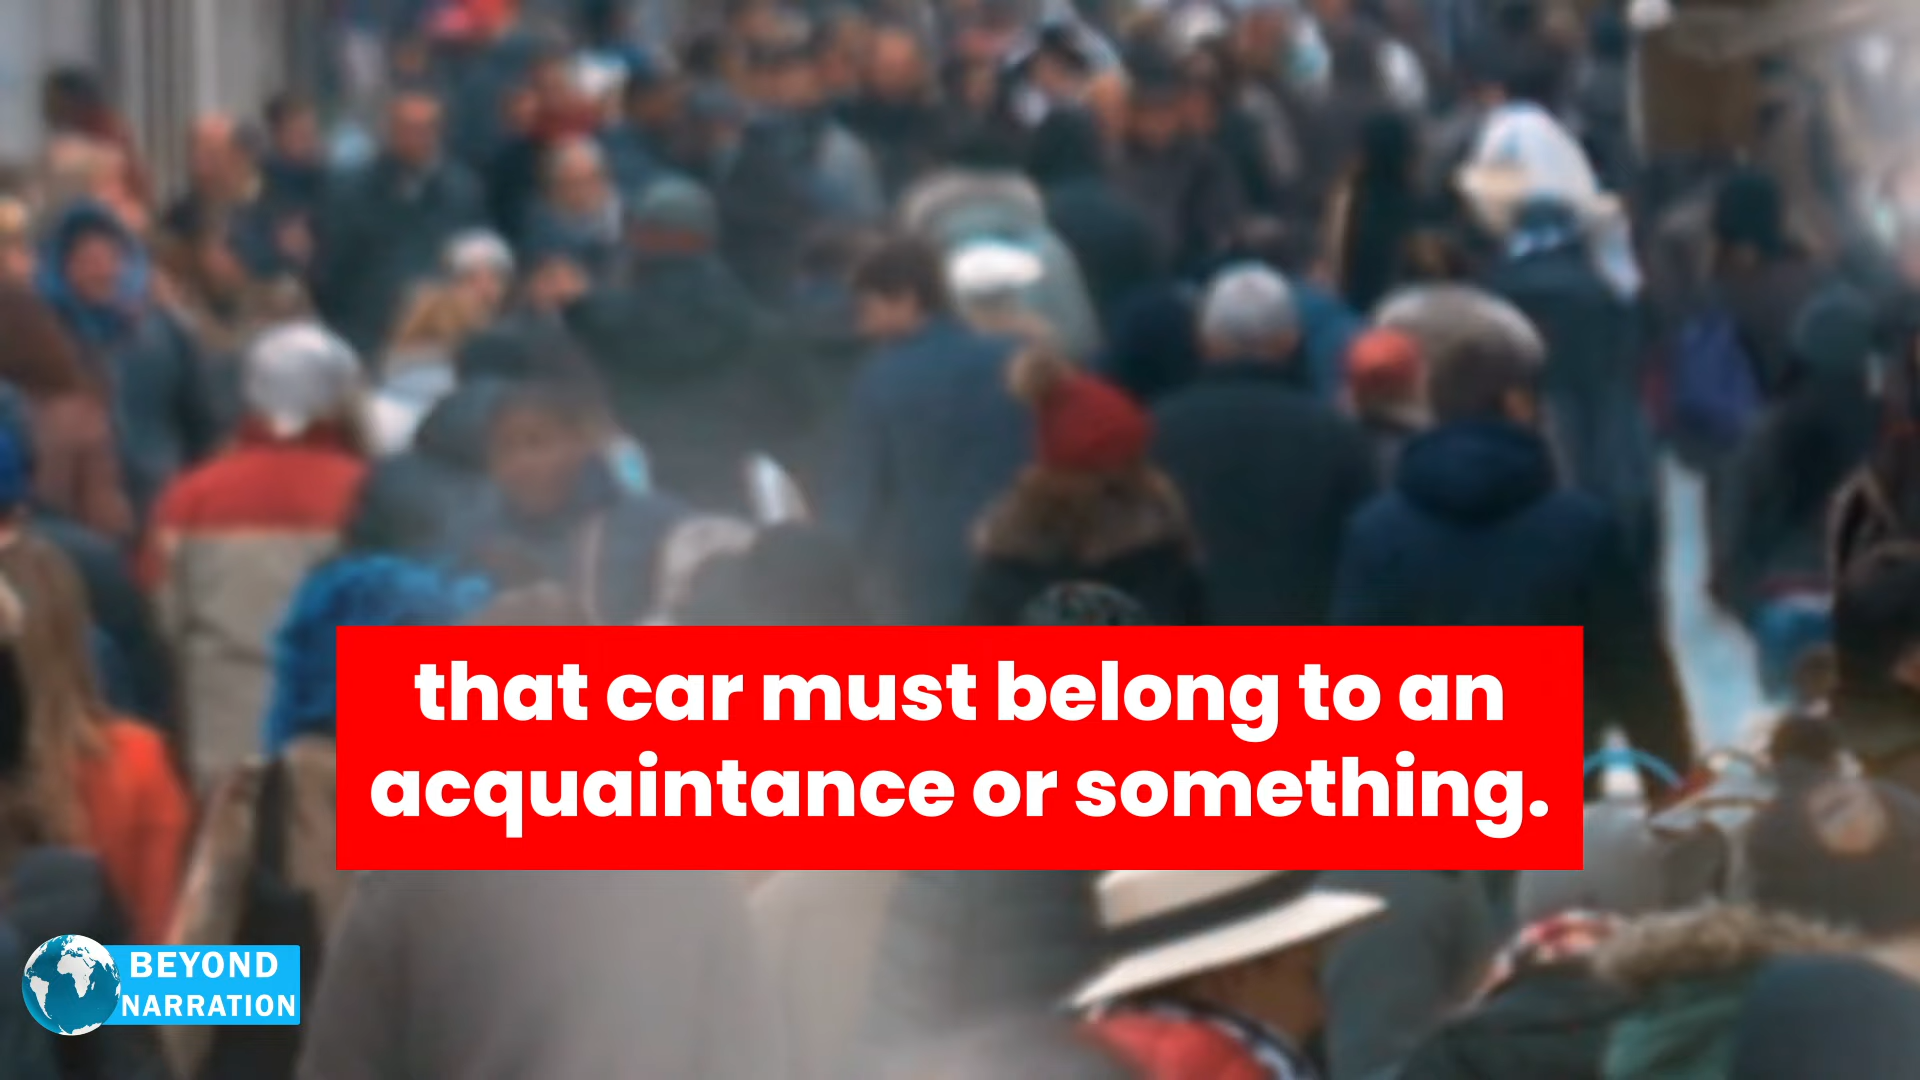 that car must belong to an
acquaintance or something.
BEYOND
NARRATION